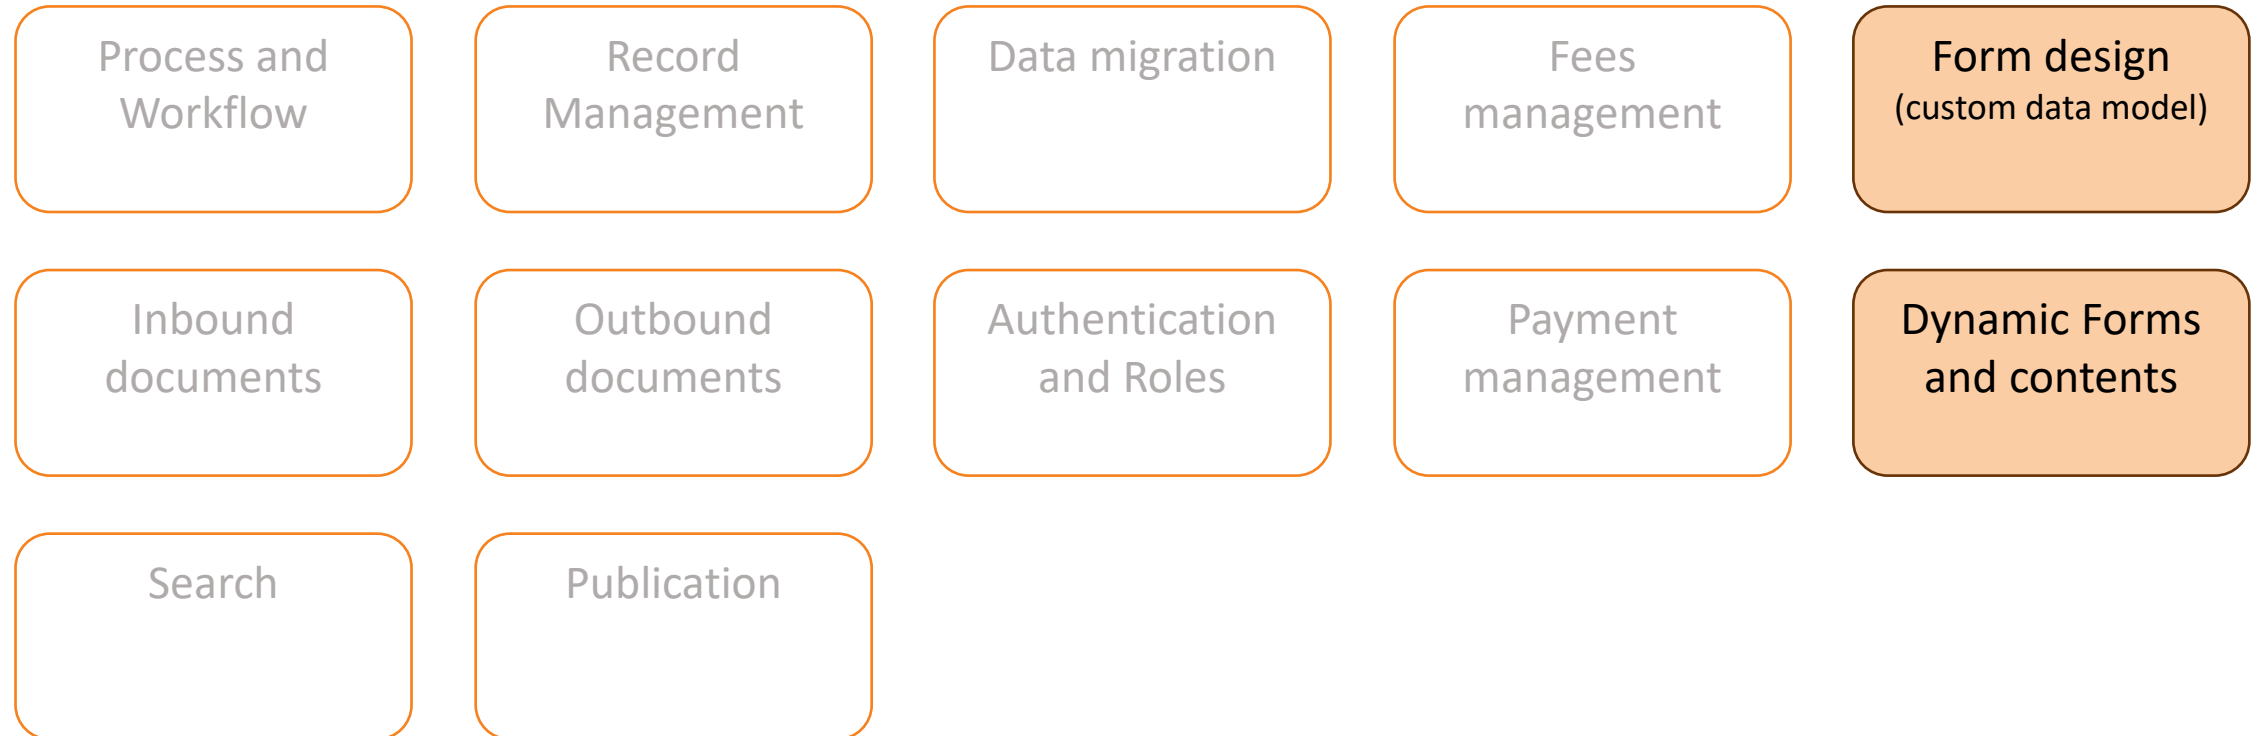 Process and
Workflow
Record
Management
Data migration
Fees
management
Form design
(custom data model)
Inbound
documents
Outbound
documents
Authentication
and Roles
Payment
management
Dynamic Forms
and contents
Search
Publication